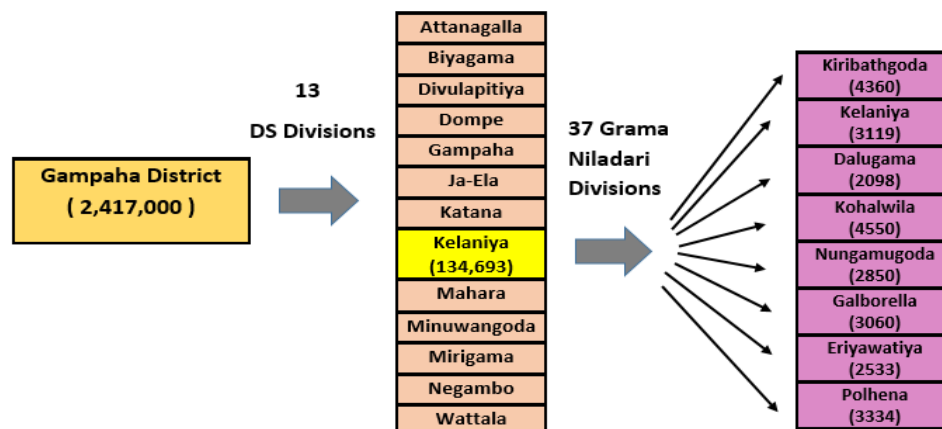 Gampaha District
( 2,417,000 )
13
DS Divisions
Attanagalla
Biyagama
Divulapitiya
Dompe
Gampaha
Ja-Ela
Katana
Kelaniya
(134,693)
Mahara
Minuwangoda
Mirigama
Negambo
Wattala
37 Grama
Niladari
Divisions
Kiribathgoda
(4360)
Kelaniya
(3119)
Dalugama
(2098)
Kohalwila
(4550)
Nungamugoda
(2850)
Galborella
(3060)
Eriyawatiya
(2533)
Polhena
(3334)